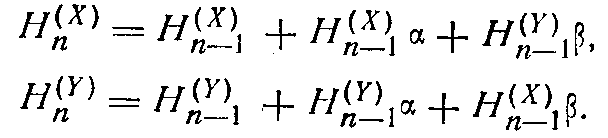 H_n^{(X)} = H_{n—1}^{(X)} + H_{n—1}^{(X)} α + H_{n—1}^{(Y)} β,
H_n^{(Y)} = H_{n—1}^{(Y)} + H_{n—1}^{(Y)} α + H_{n—1}^{(X)} β.